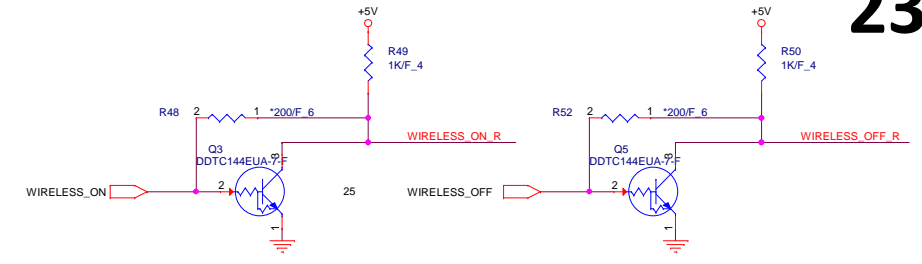 23
+5V
R49
1K/F_4
R48
2
1
*200/F_6
WIRELESS_ON_R
Q3
DDTC144EUA-7-F
3
WIRELESS_ON
2
1
25
+5V
R50
1K/F_4
R52
2
1
*200/F_6
WIRELESS_OFF_R
Q5
DDTC144EUA-7-F
3
WIRELESS_OFF
2
1